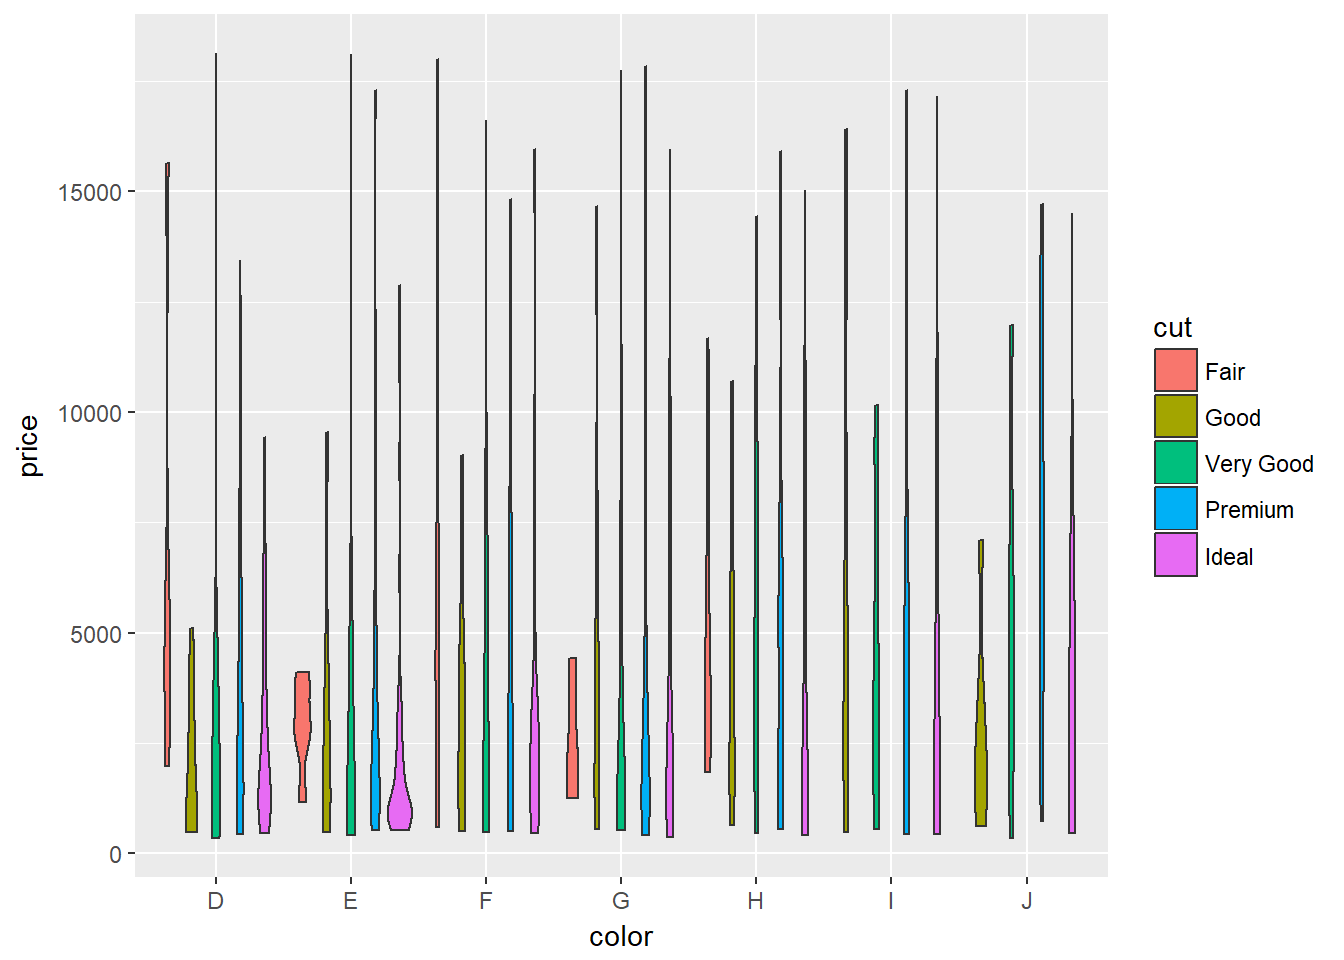 15000
10000
5000
0
price
D E F G H I J
color
cut
Fair
Good
Very Good
Premium
Ideal